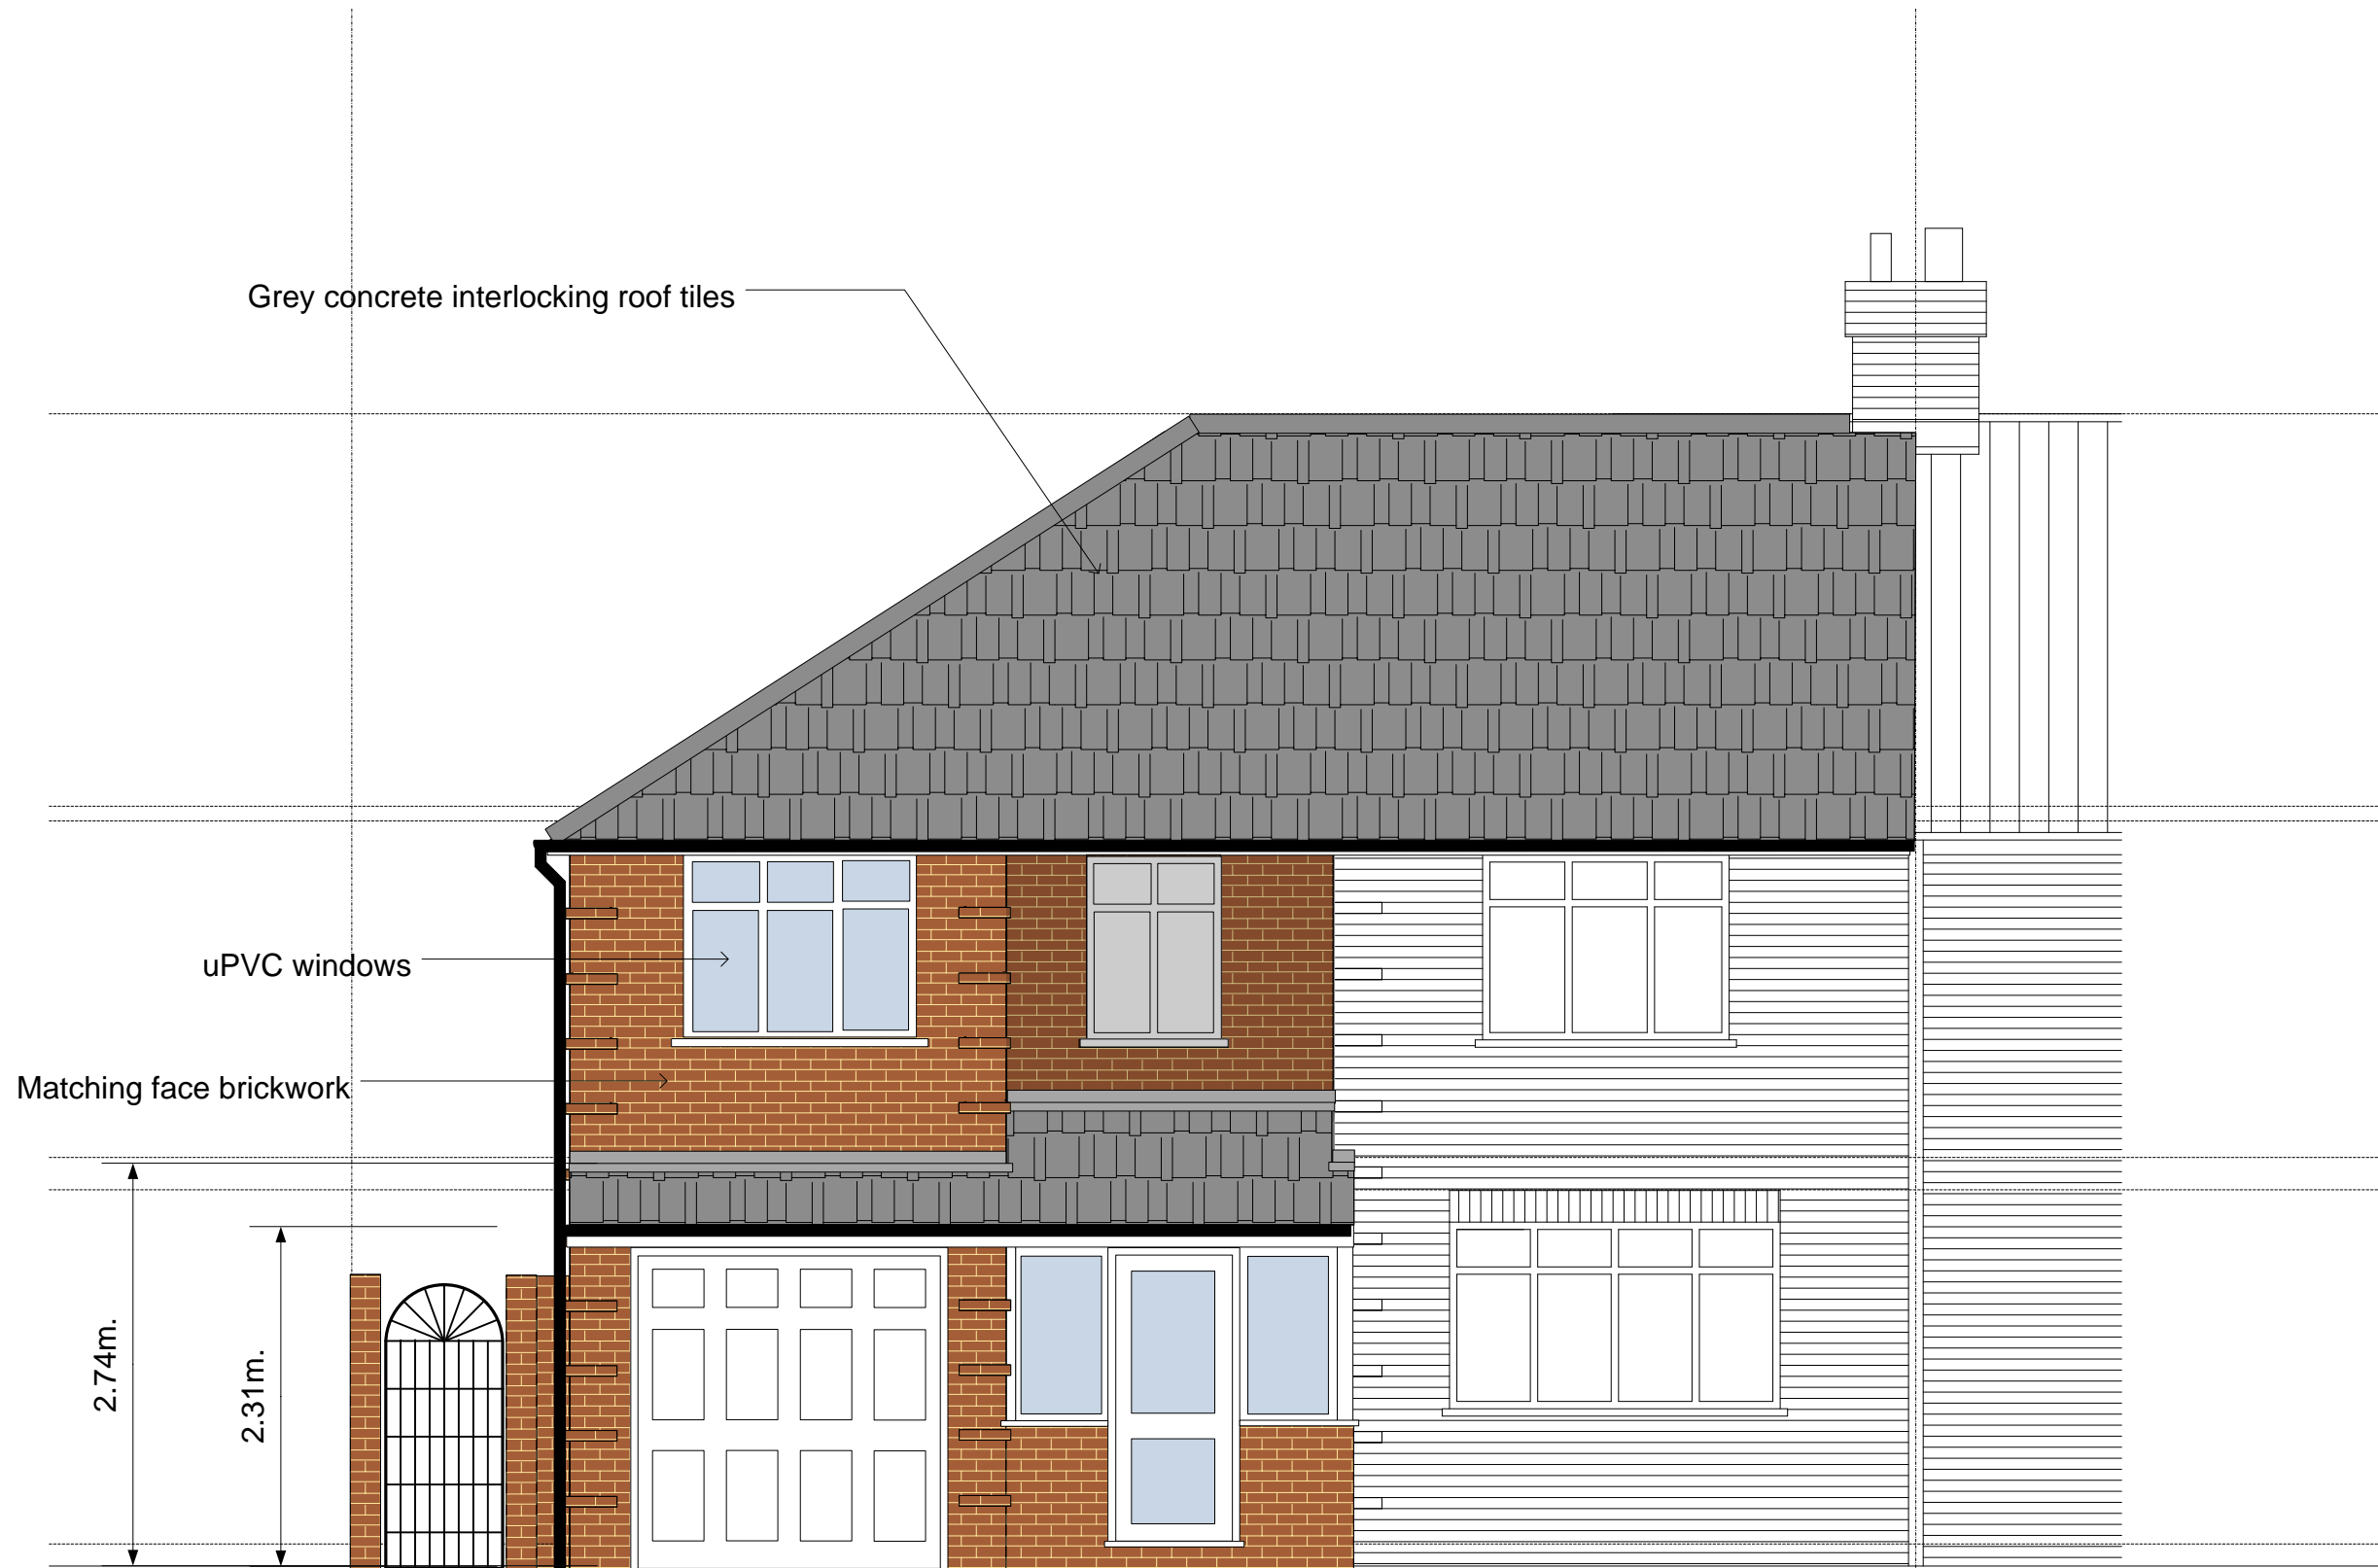 Grey concrete interlocking roof tiles
uPVC windows
Matching face brickwork
2.74m.
2.31m.